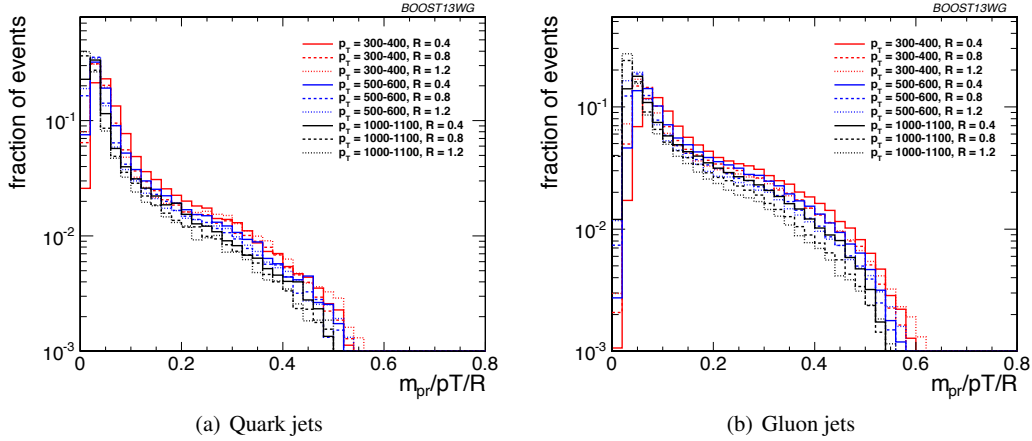 BOOST13WG
fraction of events
10⁻¹
10⁻²
10⁻³
p_T = 300-400, R = 0.4
p_T = 300-400, R = 0.8
p_T = 300-400, R = 1.2
p_T = 500-600, R = 0.4
p_T = 500-600, R = 0.8
p_T = 500-600, R = 1.2
p_T = 1000-1100, R = 0.4
p_T = 1000-1100, R = 0.8
p_T = 1000-1100, R = 1.2
0 0.2 0.4 0.6 0.8
m_pr/pT/R
(a) Quark jets
BOOST13WG
fraction of events
10⁻¹
10⁻²
10⁻³
p_T = 300-400, R = 0.4
p_T = 300-400, R = 0.8
p_T = 300-400, R = 1.2
p_T = 500-600, R = 0.4
p_T = 500-600, R = 0.8
p_T = 500-600, R = 1.2
p_T = 1000-1100, R = 0.4
p_T = 1000-1100, R = 0.8
p_T = 1000-1100, R = 1.2
0 0.2 0.4 0.6 0.8
m_pr/pT/R
(b) Gluon jets